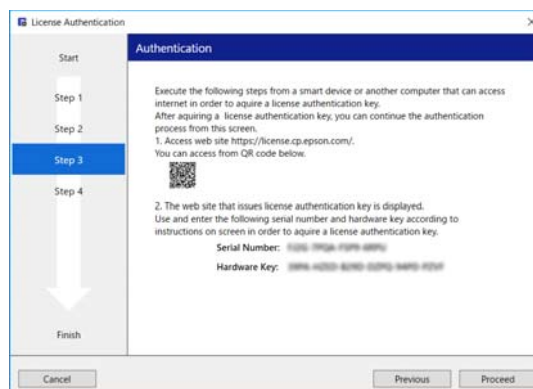 License Authentication
Start
Step 1
Step 2
Step 3
Step 4
Finish
Authentication
Execute the following steps from a smart device or another computer that can access
internet in order to aquire a license authentication key.
After aquiring a license authentication key, you can continue the authentication
process from this screen.
1. Access web site https://license.cp.epson.com/.
You can access from QR code below.
2. The web site that issues license authentication key is displayed.
Use and enter the following serial number and hardware key according to
instructions on screen in order to aquire a license authentication key.
Serial Number:
Hardware Key:
Cancel
Previous
Proceed